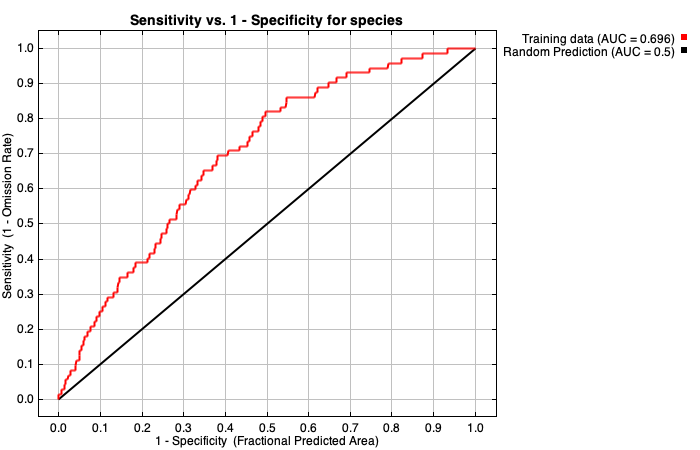 Sensitivity vs. 1 - Specificity for species
Training data (AUC = 0.696)
Random Prediction (AUC = 0.5)
Sensitivity (1 - Omission Rate)
1.0
0.9
0.8
0.7
0.6
0.5
0.4
0.3
0.2
0.1
0.0
0.0 0.1 0.2 0.3 0.4 0.5 0.6 0.7 0.8 0.9 1.0
1 - Specificity (Fractional Predicted Area)